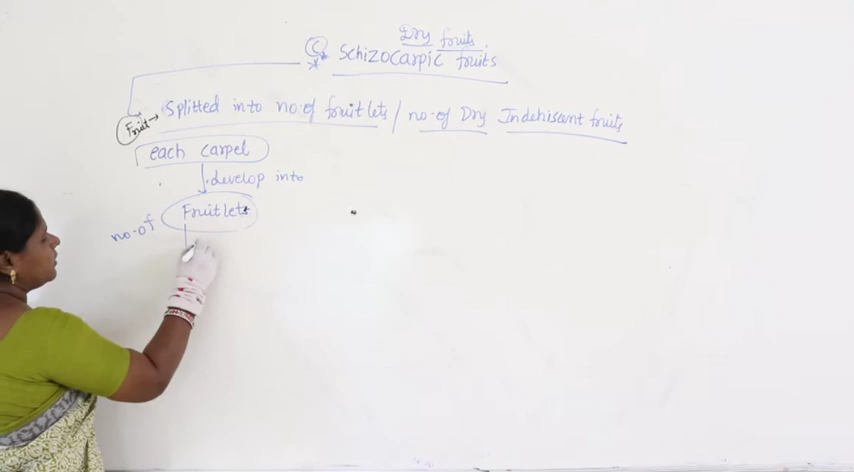 Dry fruits
(C) Schizocarpic fruits
Fruit → Splitted into no.of fruitlets / no.of Dry Indehiscent fruits
each carpel
develop into
no.of Fruitlets